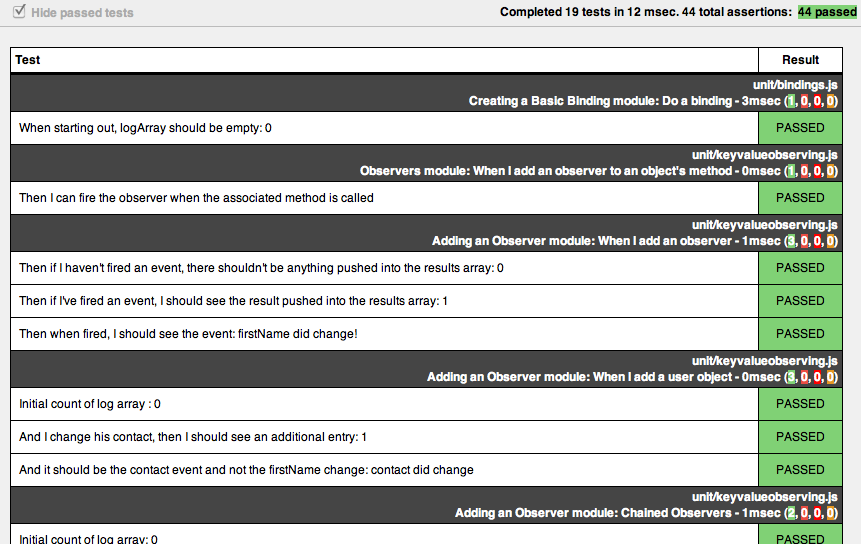 Hide passed tests
Completed 19 tests in 12 msec. 44 total assertions: 44 passed
Test Result
unit/bindings.js
Creating a Basic Binding module: Do a binding - 3msec (1, 0, 0, 0)
When starting out, logArray should be empty: 0 PASSED
unit/keyvalueobserving.js
Observers module: When I add an observer to an object's method - 0msec (1, 0, 0, 0)
Then I can fire the observer when the associated method is called PASSED
unit/keyvalueobserving.js
Adding an Observer module: When I add an observer - 1msec (3, 0, 0, 0)
Then if I haven't fired an event, there shouldn't be anything pushed into the results array: 0 PASSED
Then if I've fired an event, I should see the result pushed into the results array: 1 PASSED
Then when fired, I should see the event: firstName did change! PASSED
unit/keyvalueobserving.js
Adding an Observer module: When I add a user object - 0msec (3, 0, 0, 0)
Initial count of log array : 0 PASSED
And I change his contact, then I should see an additional entry: 1 PASSED
And it should be the contact event and not the firstName change: contact did change PASSED
unit/keyvalueobserving.js
Adding an Observer module: Chained Observers - 1msec (2, 0, 0, 0)
Initial count of log array: 0 PASSED